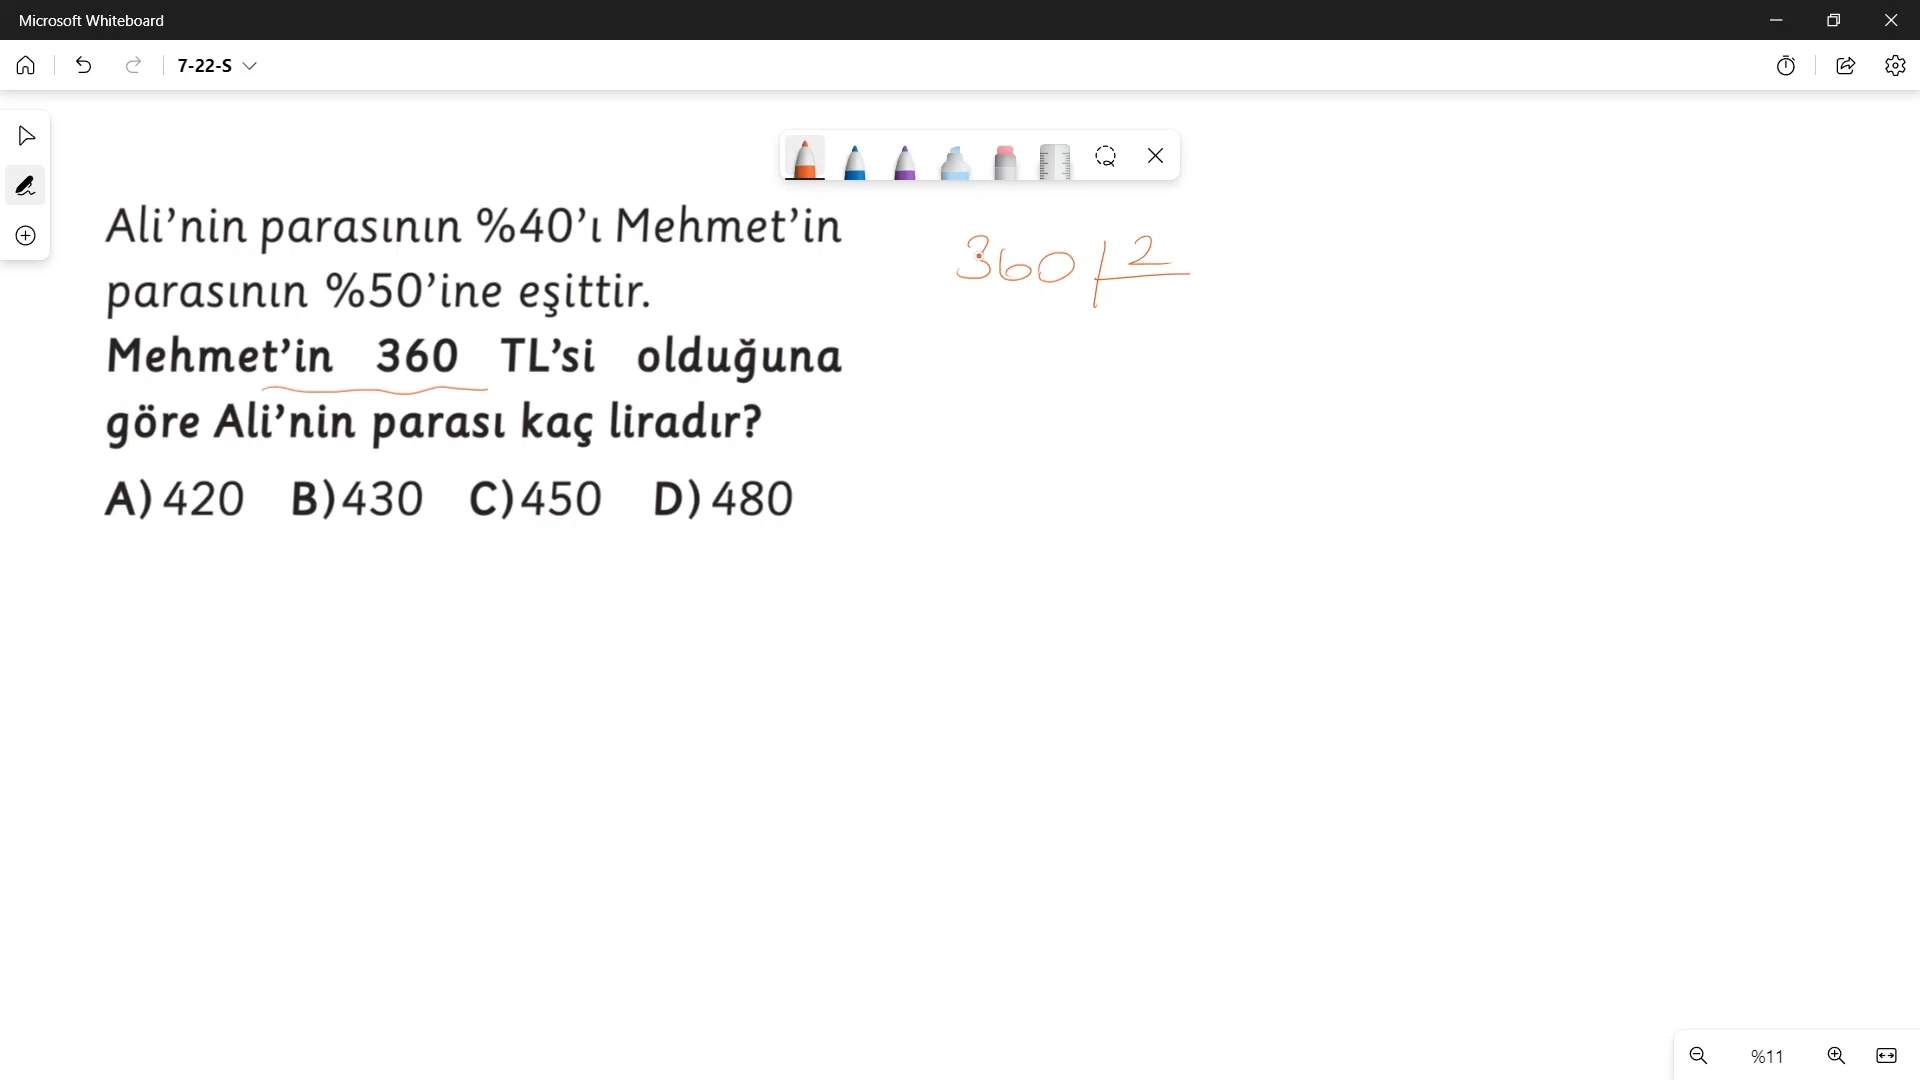 Microsoft Whiteboard
7-22-S
Ali’nin parasının %40’ı Mehmet’in
parasının %50’ine eşittir.
Mehmet’in 360 TL’si olduğuna
göre Ali’nin parası kaç liradır?
A) 420 B) 430 C) 450 D) 480
360 2
%11